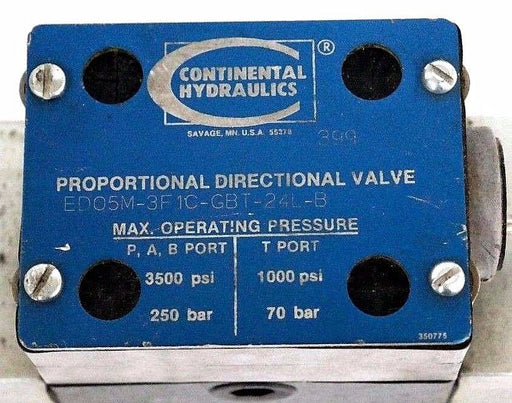 CONTINENTAL ®
HYDRAULICS
SAVAGE, MN. U.S.A. 55378
399
PROPORTIONAL DIRECTIONAL VALVE
ED05M-3F1C-GBT-24L-B
MAX. OPERATING PRESSURE
P, A, B PORT T PORT
3500 psi 1000 psi
250 bar 70 bar
350775